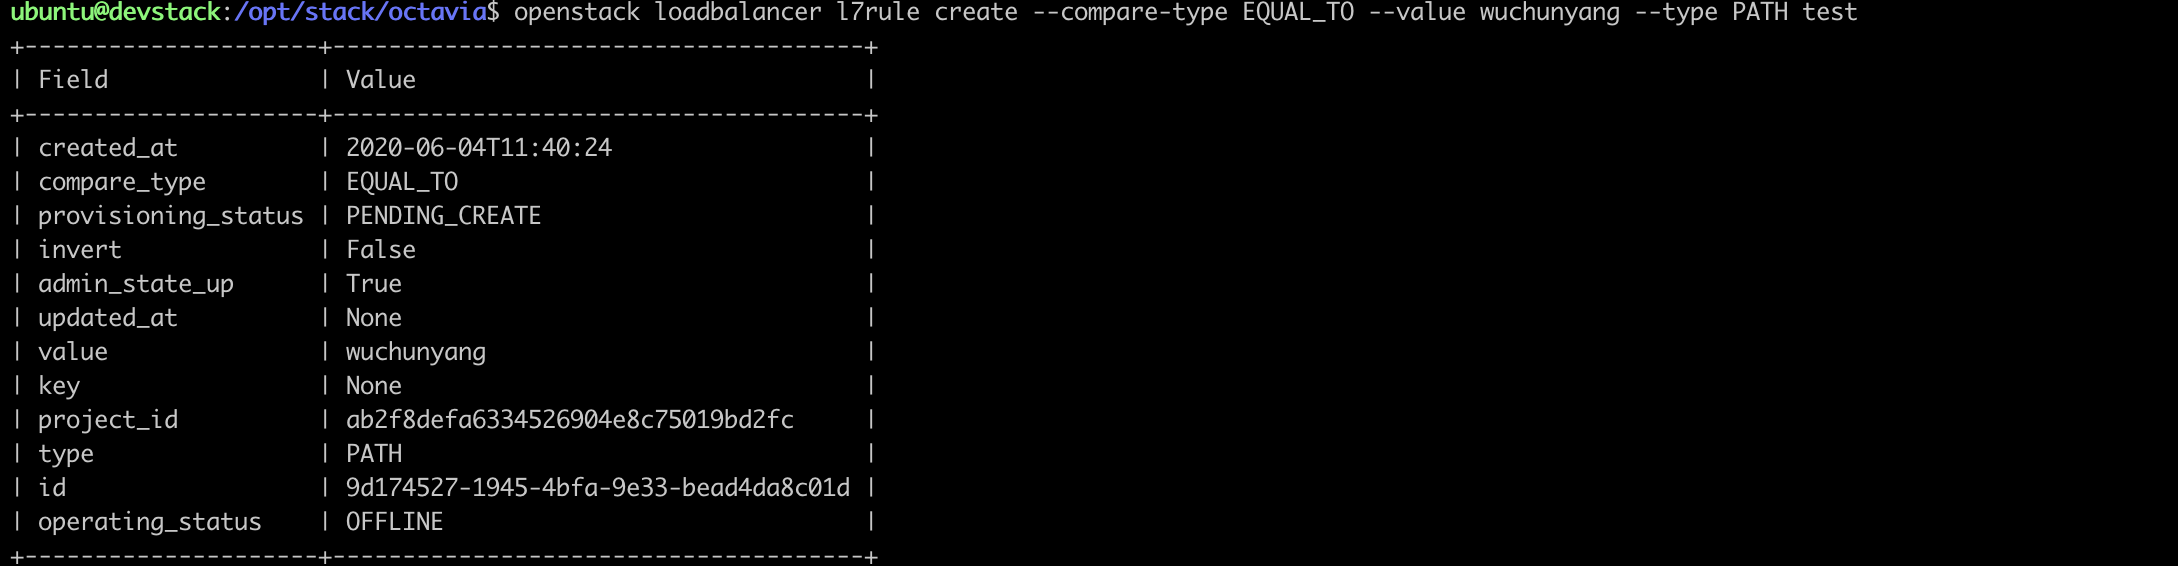 ubuntu@devstack:/opt/stack/octavia$ openstack loadbalancer l7rule create --compare-type EQUAL_TO --value wuchunyang --type PATH test
+---------------------+--------------------------------------+
| Field               | Value                                |
+---------------------+--------------------------------------+
| created_at          | 2020-06-04T11:40:24                  |
| compare_type        | EQUAL_TO                             |
| provisioning_status | PENDING_CREATE                       |
| invert              | False                                |
| admin_state_up      | True                                 |
| updated_at          | None                                 |
| value               | wuchunyang                           |
| key                 | None                                 |
| project_id          | ab2f8defa6334526904e8c75019bd2fc     |
| type                | PATH                                 |
| id                  | 9d174527-1945-4bfa-9e33-bead4da8c01d |
| operating_status    | OFFLINE                              |
+---------------------+--------------------------------------+